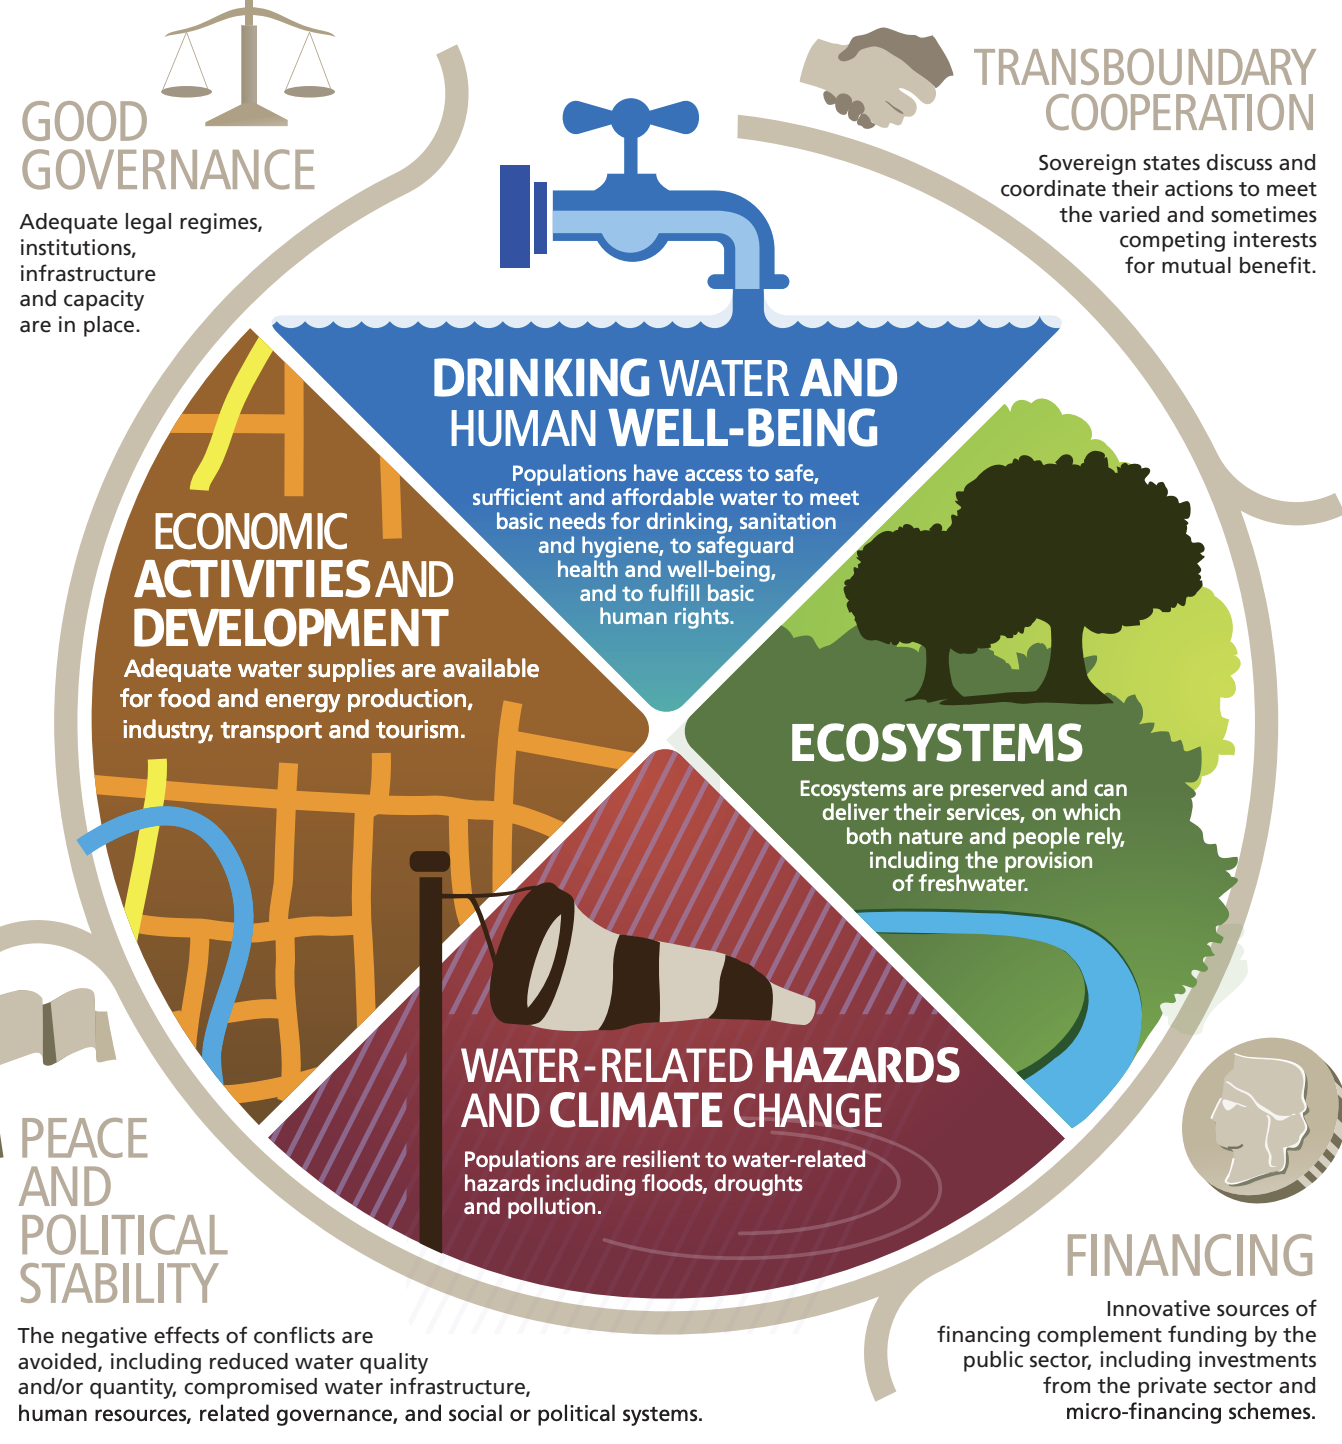 GOOD
GOVERNANCE
Adequate legal regimes,
institutions,
infrastructure
and capacity
are in place.
TRANSBOUNDARY
COOPERATION
Sovereign states discuss and
coordinate their actions to meet
the varied and sometimes
competing interests
for mutual benefit.
DRINKING WATER AND
HUMAN WELL-BEING
Populations have access to safe,
sufficient and affordable water to meet
basic needs for drinking, sanitation
and hygiene, to safeguard
health and well-being,
and to fulfill basic
human rights.
ECONOMIC
ACTIVITIES AND
DEVELOPMENT
Adequate water supplies are available
for food and energy production,
industry, transport and tourism.
ECOSYSTEMS
Ecosystems are preserved and can
deliver their services, on which
both nature and people rely,
including the provision
of freshwater.
WATER-RELATED HAZARDS
AND CLIMATE CHANGE
Populations are resilient to water-related
hazards including floods, droughts
and pollution.
PEACE
AND
POLITICAL
STABILITY
The negative effects of conflicts are
avoided, including reduced water quality
and/or quantity, compromised water infrastructure,
human resources, related governance, and social or political systems.
FINANCING
Innovative sources of
financing complement funding by the
public sector, including investments
from the private sector and
micro-financing schemes.